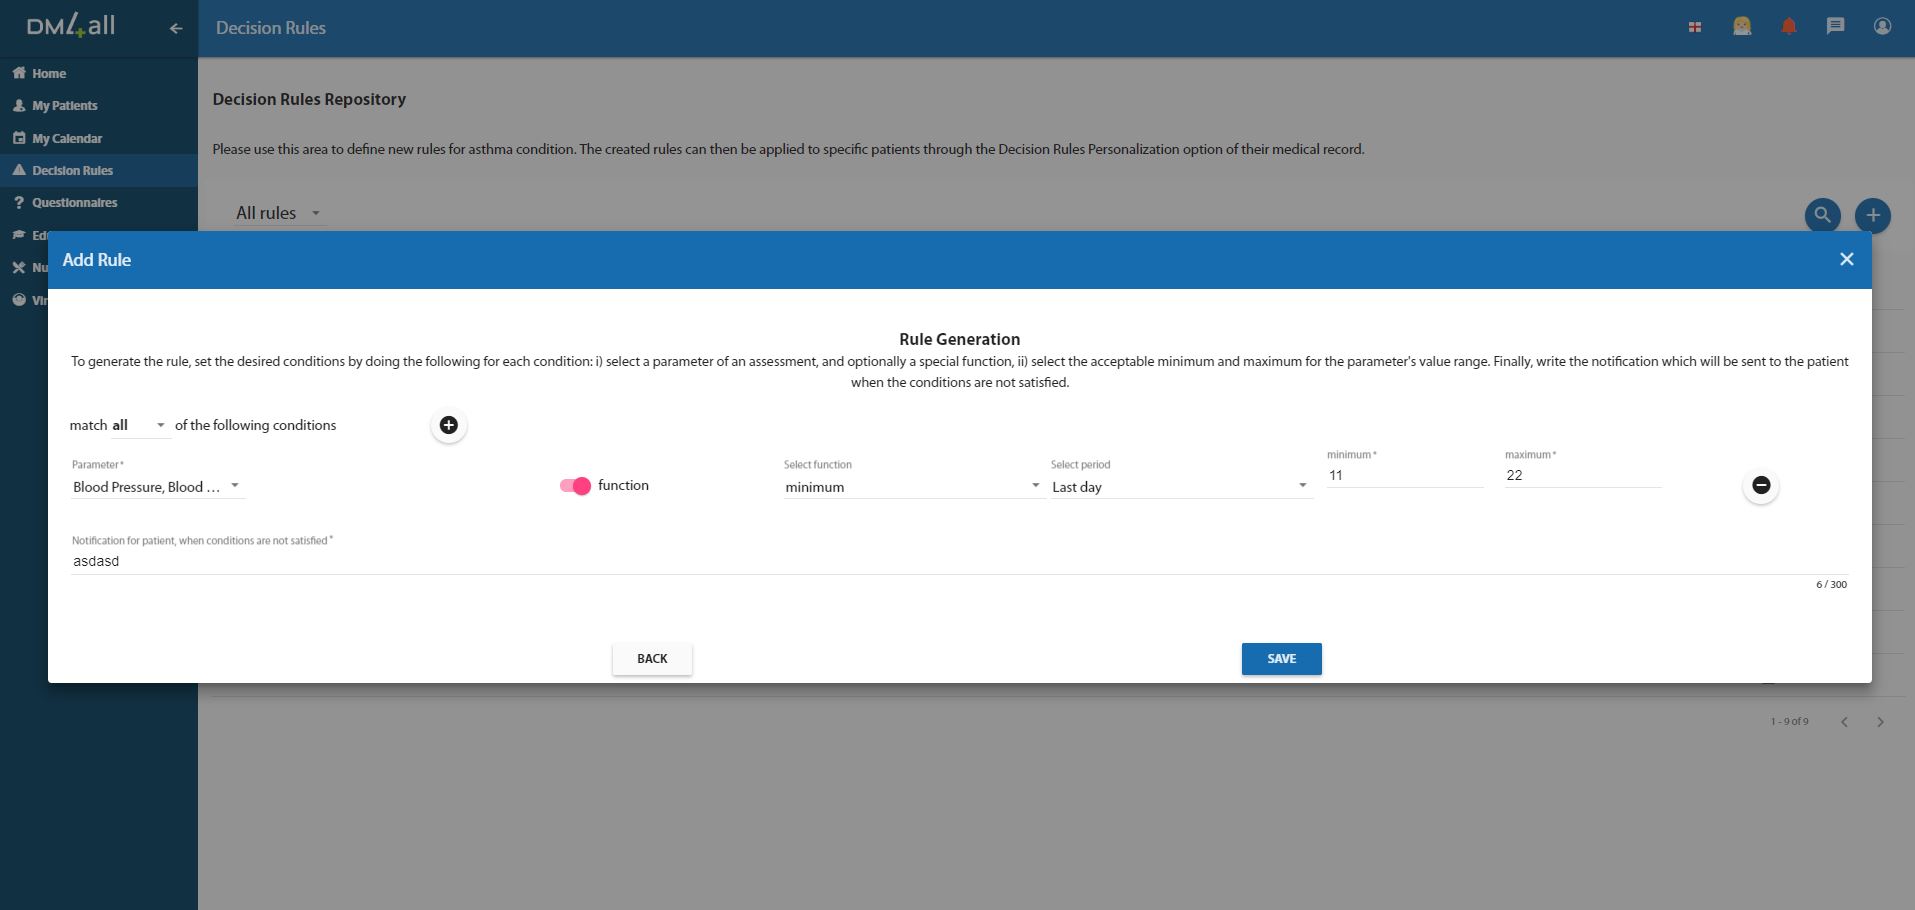 DM4all
Decision Rules
Home
My Patients
My Calendar
Decision Rules
Questionnaires
Edu
Nu
Vir
Decision Rules Repository
Please use this area to define new rules for asthma condition. The created rules can then be applied to specific patients through the Decision Rules Personalization option of their medical record.
All rules
Add Rule
Rule Generation
To generate the rule, set the desired conditions by doing the following for each condition: i) select a parameter of an assessment, and optionally a special function, ii) select the acceptable minimum and maximum for the parameter's value range. Finally, write the notification which will be sent to the patient
when the conditions are not satisfied.
match all of the following conditions
Parameter* Select function Select period minimum* maximum*
Blood Pressure, Blood ... function minimum Last day 11 22
Notification for patient, when conditions are not satisfied*
asdasd
6 / 300
BACK SAVE
1 - 9 of 9